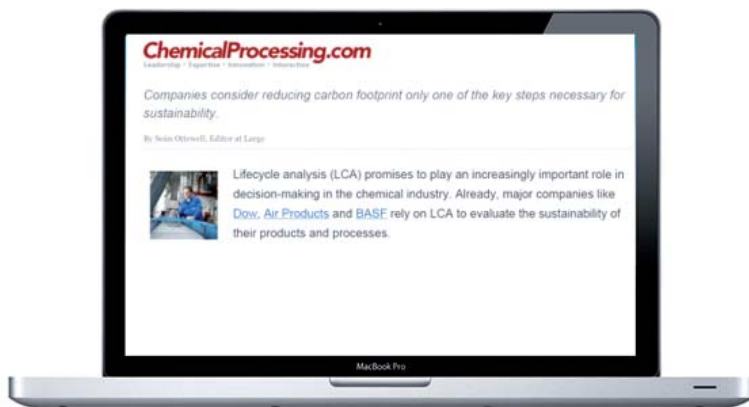 ChemicalProcessing.com
Leadership • Expertise • Innovation • Interaction
Companies consider reducing carbon footprint only one of the key steps necessary for
sustainability.
By Seán Ottewell, Editor at Large
Lifecycle analysis (LCA) promises to play an increasingly important role in
decision-making in the chemical industry. Already, major companies like
Dow, Air Products and BASF rely on LCA to evaluate the sustainability of
their products and processes.
MacBook Pro